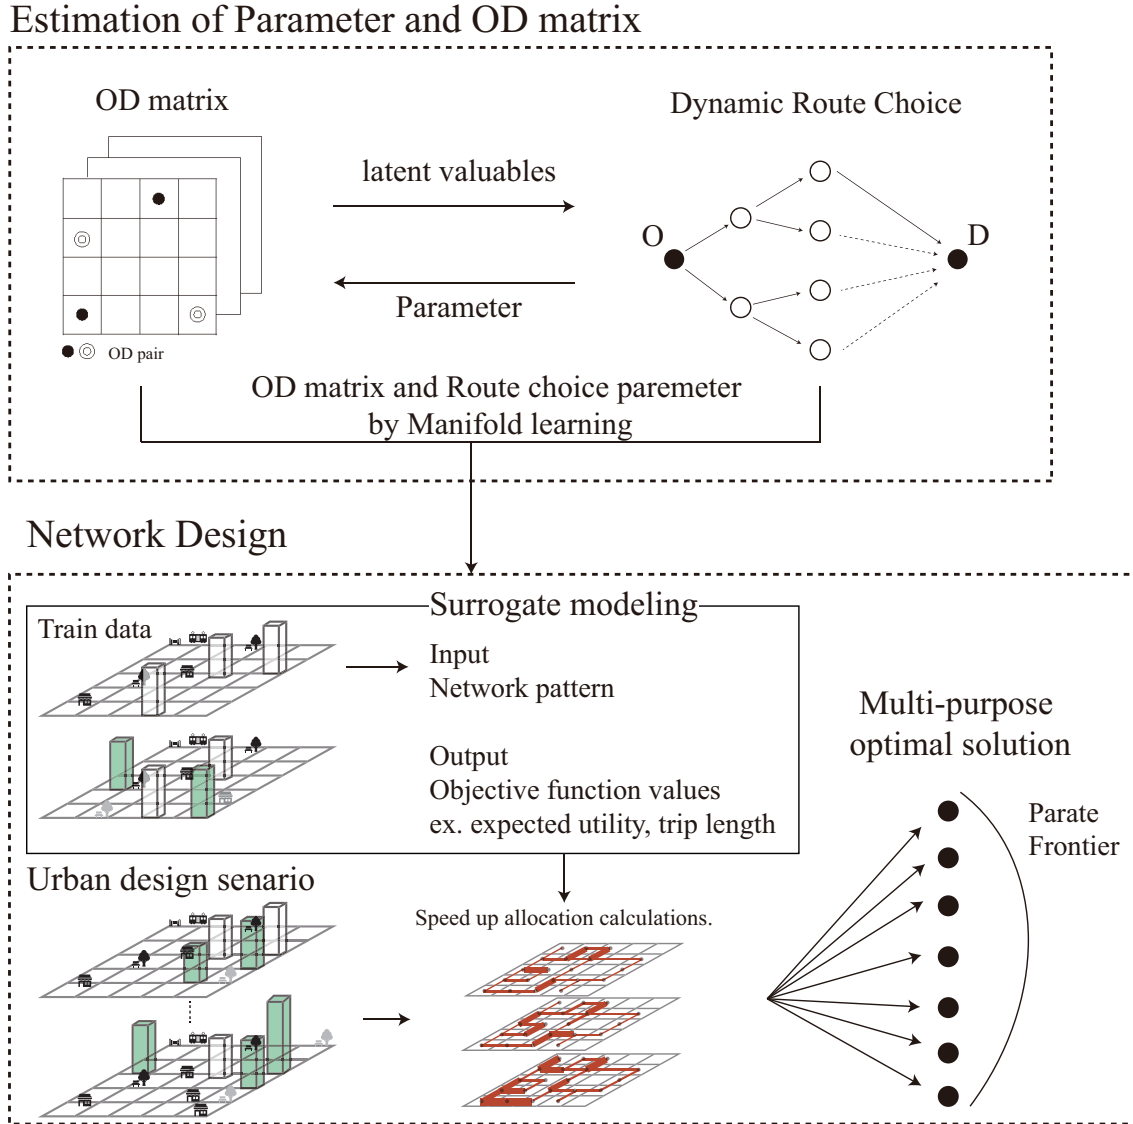 Estimation of Parameter and OD matrix
OD matrix
Dynamic Route Choice
latent valuables
O
D
Parameter
OD pair
OD matrix and Route choice paremeter
by Manifold learning
Network Design
Surrogate modeling
Train data
Input
Network pattern
Output
Objective function values
ex. expected utility, trip length
Multi-purpose
optimal solution
Parate
Frontier
Urban design senario
Speed up allocation calculations.